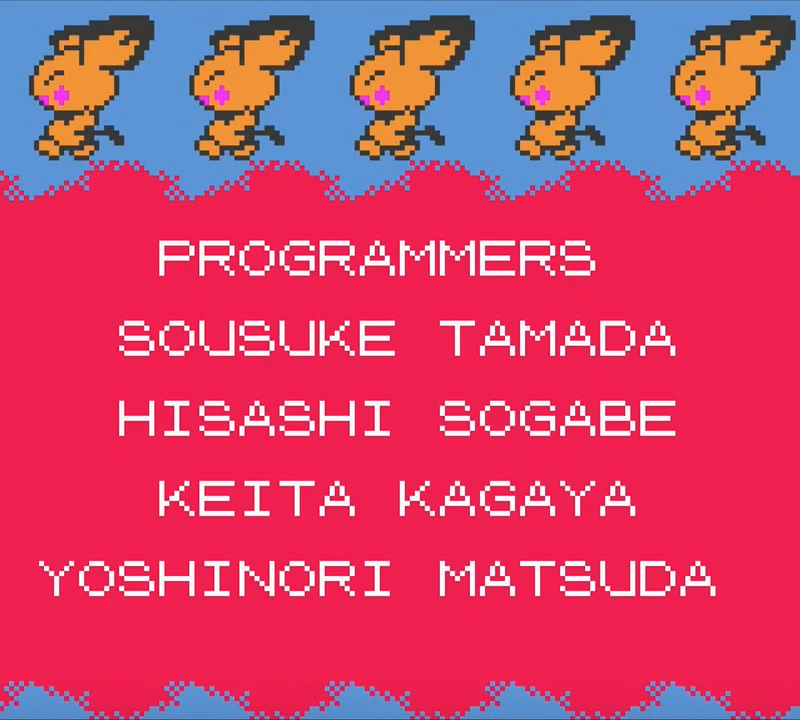 PROGRAMMERS
SOUSUKE TAMADA
HISASHI SOGABE
KEITA KAGAYA
YOSHINORI MATSUDA